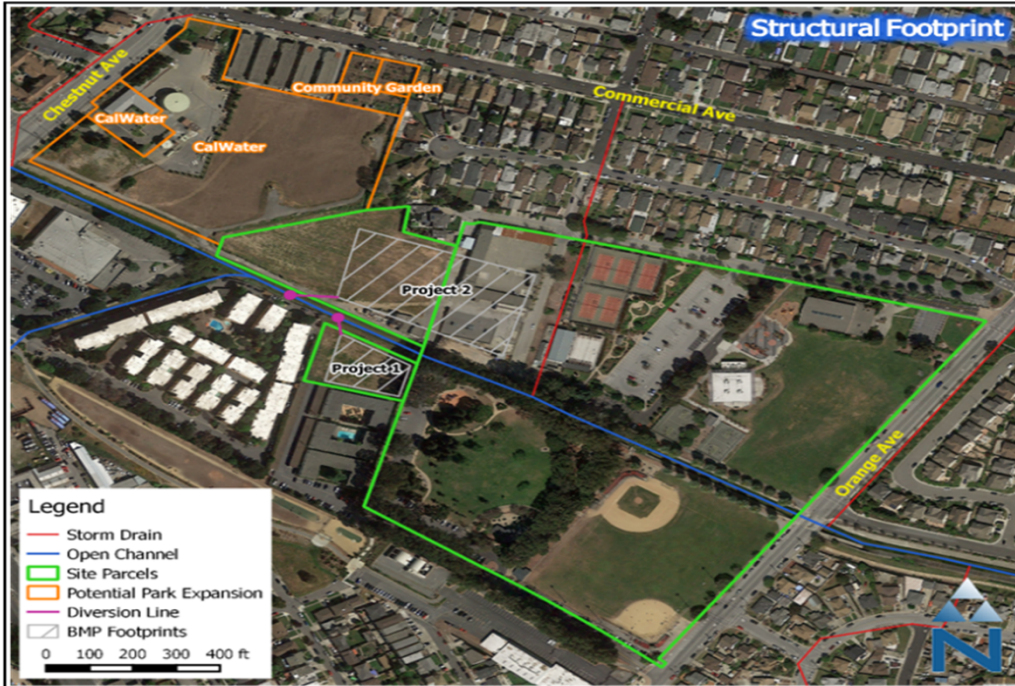 Structural Footprint
Chestnut Ave
Community Garden
Commercial Ave
CalWater
CalWater
Project 2
Project 1
Orange Ave
Legend
Storm Drain
Open Channel
Site Parcels
Potential Park Expansion
Diversion Line
BMP Footprints
0 100 200 300 400 ft
N